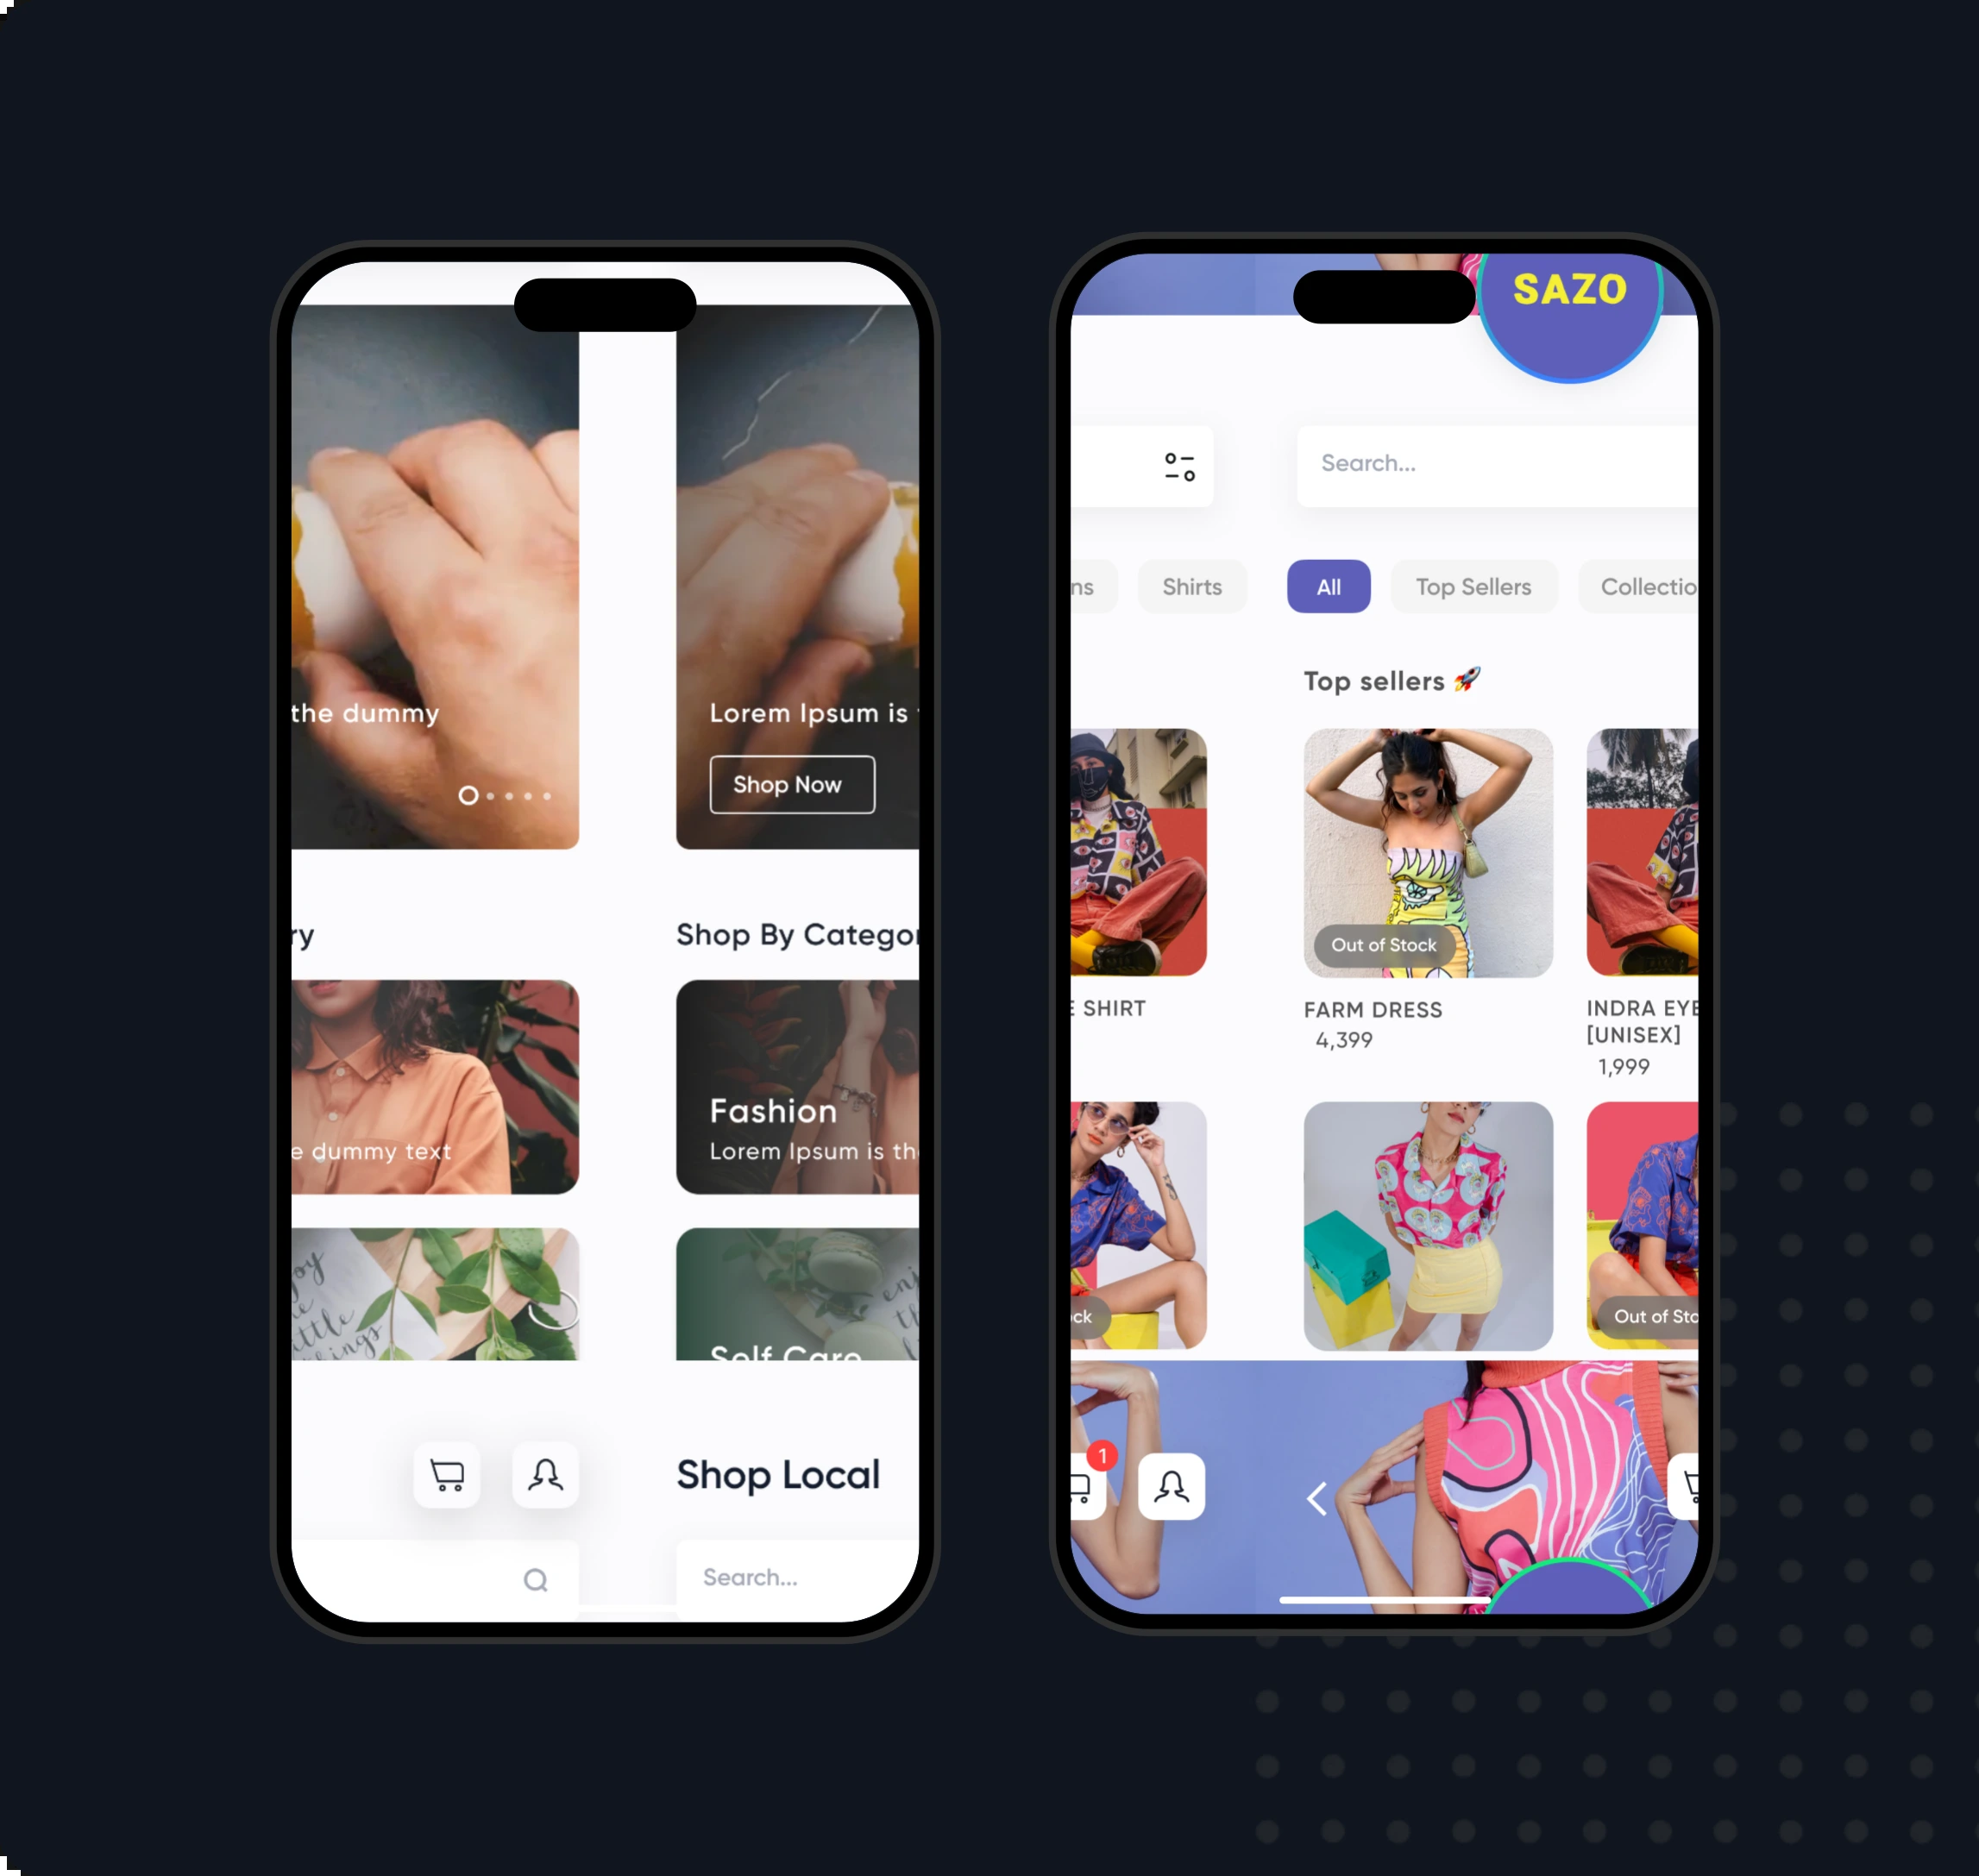 the dummy
Lorem Ipsum is
Shop Now
ry
Shop By Categor
Fashion
e dummy text
Lorem Ipsum is th
enj
Self Care
Shop Local
Search...
SAZO
Search...
ns
Shirts
All
Top Sellers
Collectio
Top sellers 🚀
Out of Stock
E SHIRT
FARM DRESS
4,399
INDRA EYE
[UNISEX]
1,999
ck
Out of Sto
1